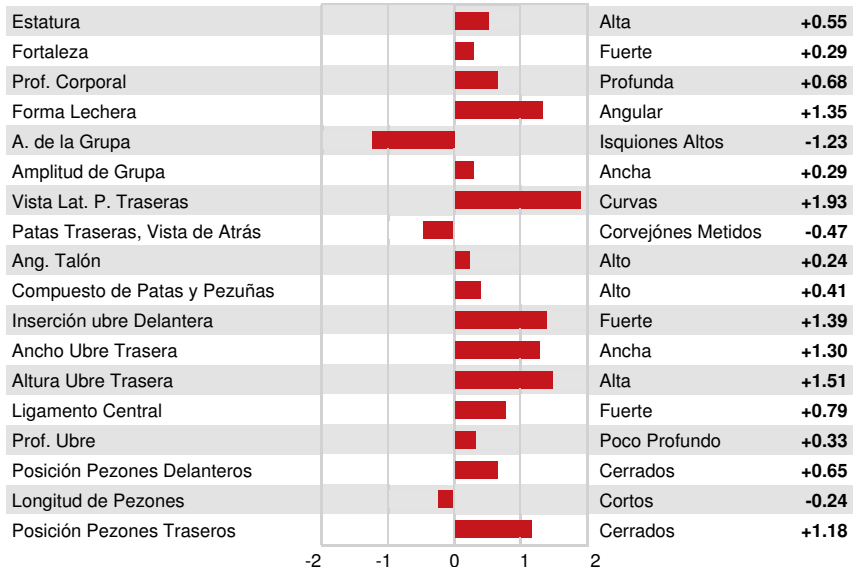 Estatura Alta +0.55
Fortaleza Fuerte +0.29
Prof. Corporal Profunda +0.68
Forma Lechera Angular +1.35
A. de la Grupa Isquiones Altos -1.23
Amplitud de Grupa Ancha +0.29
Vista Lat. P. Traseras Curvas +1.93
Patas Traseras, Vista de Atrás Corvejónes Metidos -0.47
Ang. Talón Alto +0.24
Compuesto de Patas y Pezuñas Alto +0.41
Inserción ubre Delantera Fuerte +1.39
Ancho Ubre Trasera Ancha +1.30
Altura Ubre Trasera Alta +1.51
Ligamento Central Fuerte +0.79
Prof. Ubre Poco Profundo +0.33
Posición Pezones Delanteros Cerrados +0.65
Longitud de Pezones Cortos -0.24
Posición Pezones Traseros Cerrados +1.18
-2 -1 0 1 2